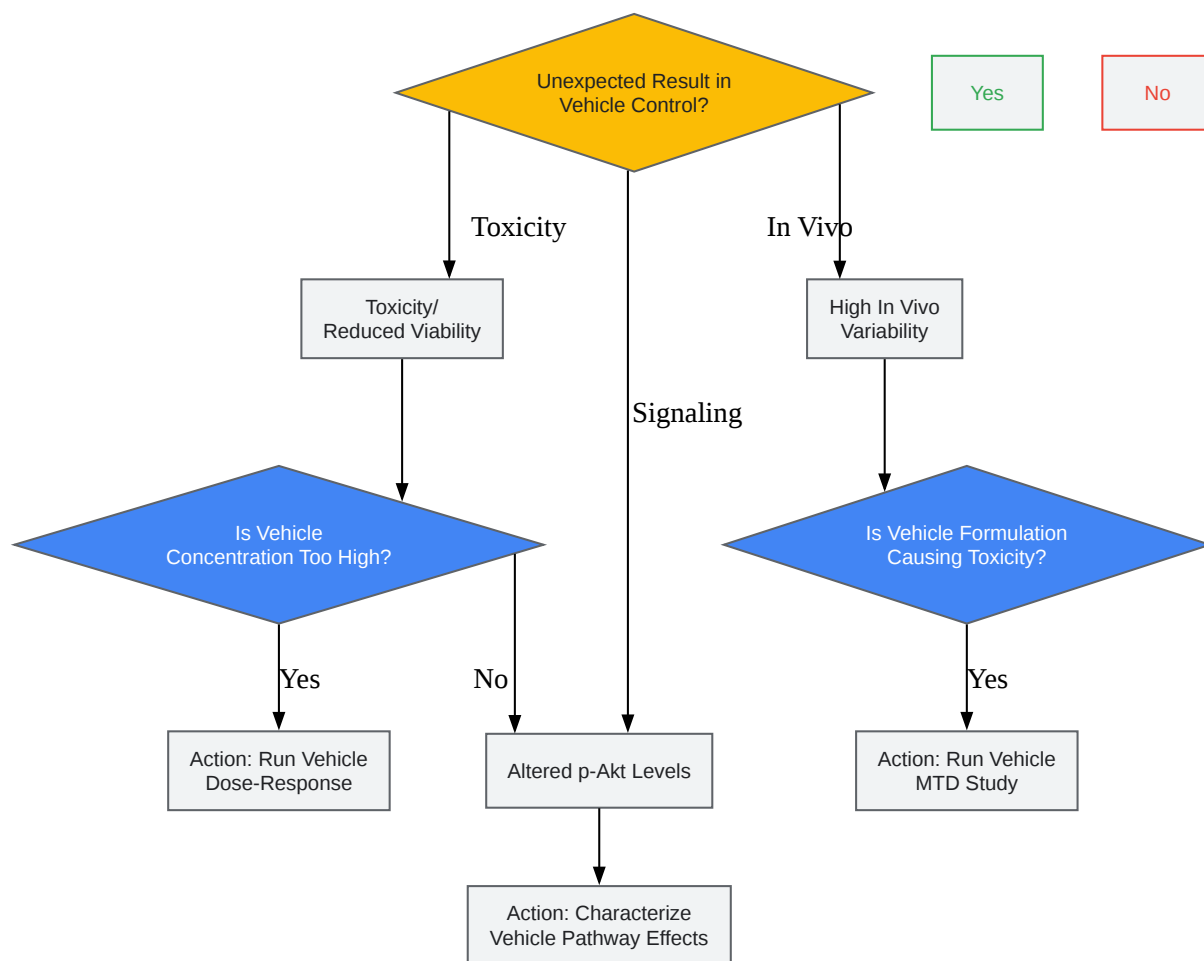 Unexpected Result in
Vehicle Control?
Yes
No
Toxicity
In Vivo
Toxicity/
Reduced Viability
High In Vivo
Variability
Signaling
Is Vehicle
Concentration Too High?
Is Vehicle Formulation
Causing Toxicity?
Yes
No
Yes
Action: Run Vehicle
Dose-Response
Altered p-Akt Levels
Action: Run Vehicle
MTD Study
Action: Characterize
Vehicle Pathway Effects